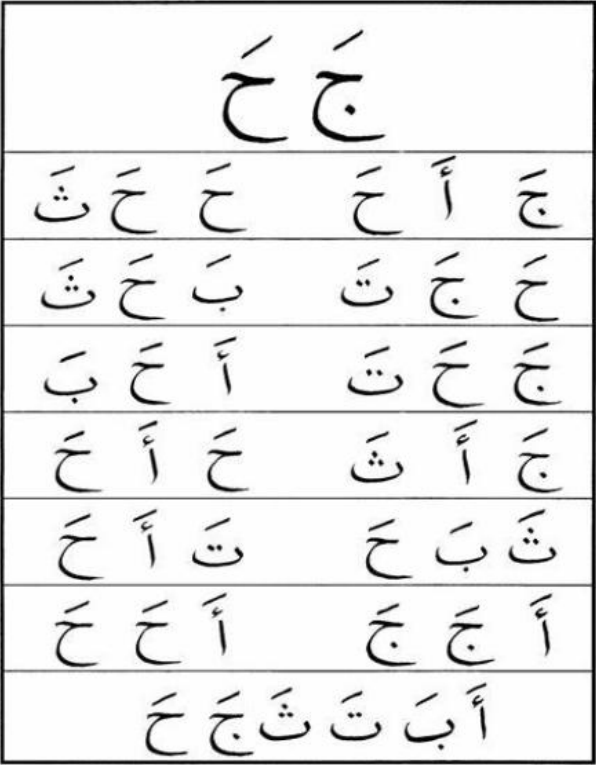 جَ حَ
جَ أَ حَ حَ حَ ثَ
حَ جَ تَ بَ حَ ثَ
جَ حَ تَ أَ حَ بَ
جَ أَ ثَ حَ أَ حَ
ثَ بَ حَ تَ أَ حَ
أَ جَ جَ أَ حَ حَ
أَ بَ تَ ثَ جَ حَ